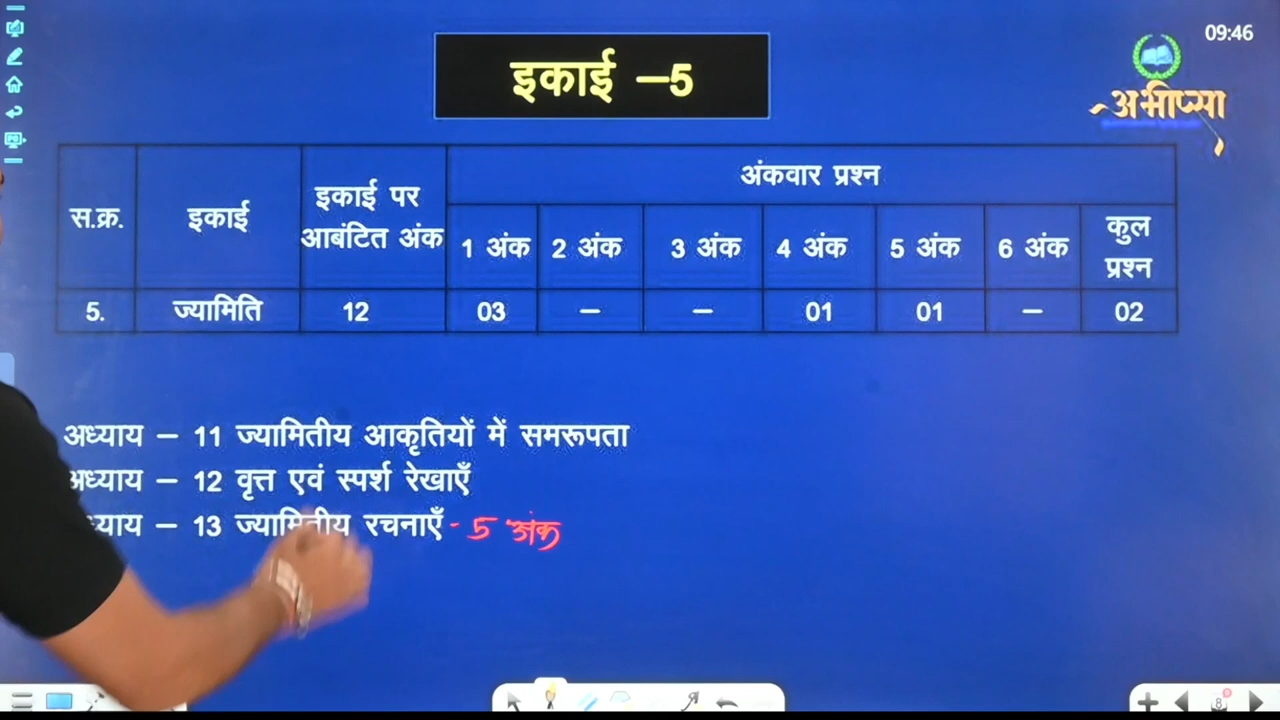 09:46
इकाई –5
अभीप्सा
स.क्र. इकाई इकाई पर आबंटित अंक अंकवार प्रश्न
1 अंक 2 अंक 3 अंक 4 अंक 5 अंक 6 अंक कुल प्रश्न
5. ज्यामिति 12 03 – – 01 01 – 02
अध्याय – 11 ज्यामितीय आकृतियों में समरूपता
अध्याय – 12 वृत्त एवं स्पर्श रेखाएँ
ध्याय – 13 ज्यामितीय रचनाएँ - 5 अंक